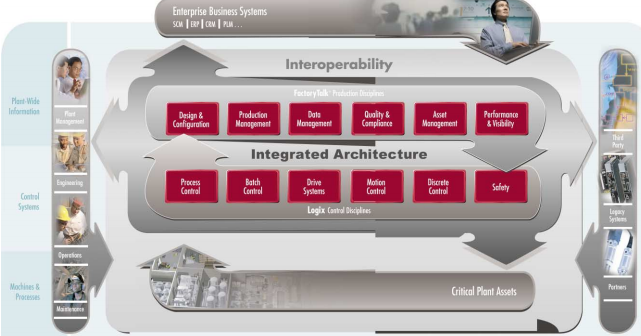 Enterprise Business Systems
SCM | ERP | CRM | PLM . . .
Interoperability
Plant-Wide
Information
FactoryTalk Production Disciplines
Plant
Management
Design &
Configuration
Production
Management
Data
Management
Quality &
Compliance
Asset
Management
Performance
& Visibility
Third
Party
Integrated Architecture
Engineering
Control
Systems
Process
Control
Batch
Control
Drive
Systems
Motion
Control
Discrete
Control
Safety
Legacy
Systems
Logix Control Disciplines
Operations
Machines &
Processes
Critical Plant Assets
Partners
Maintenance